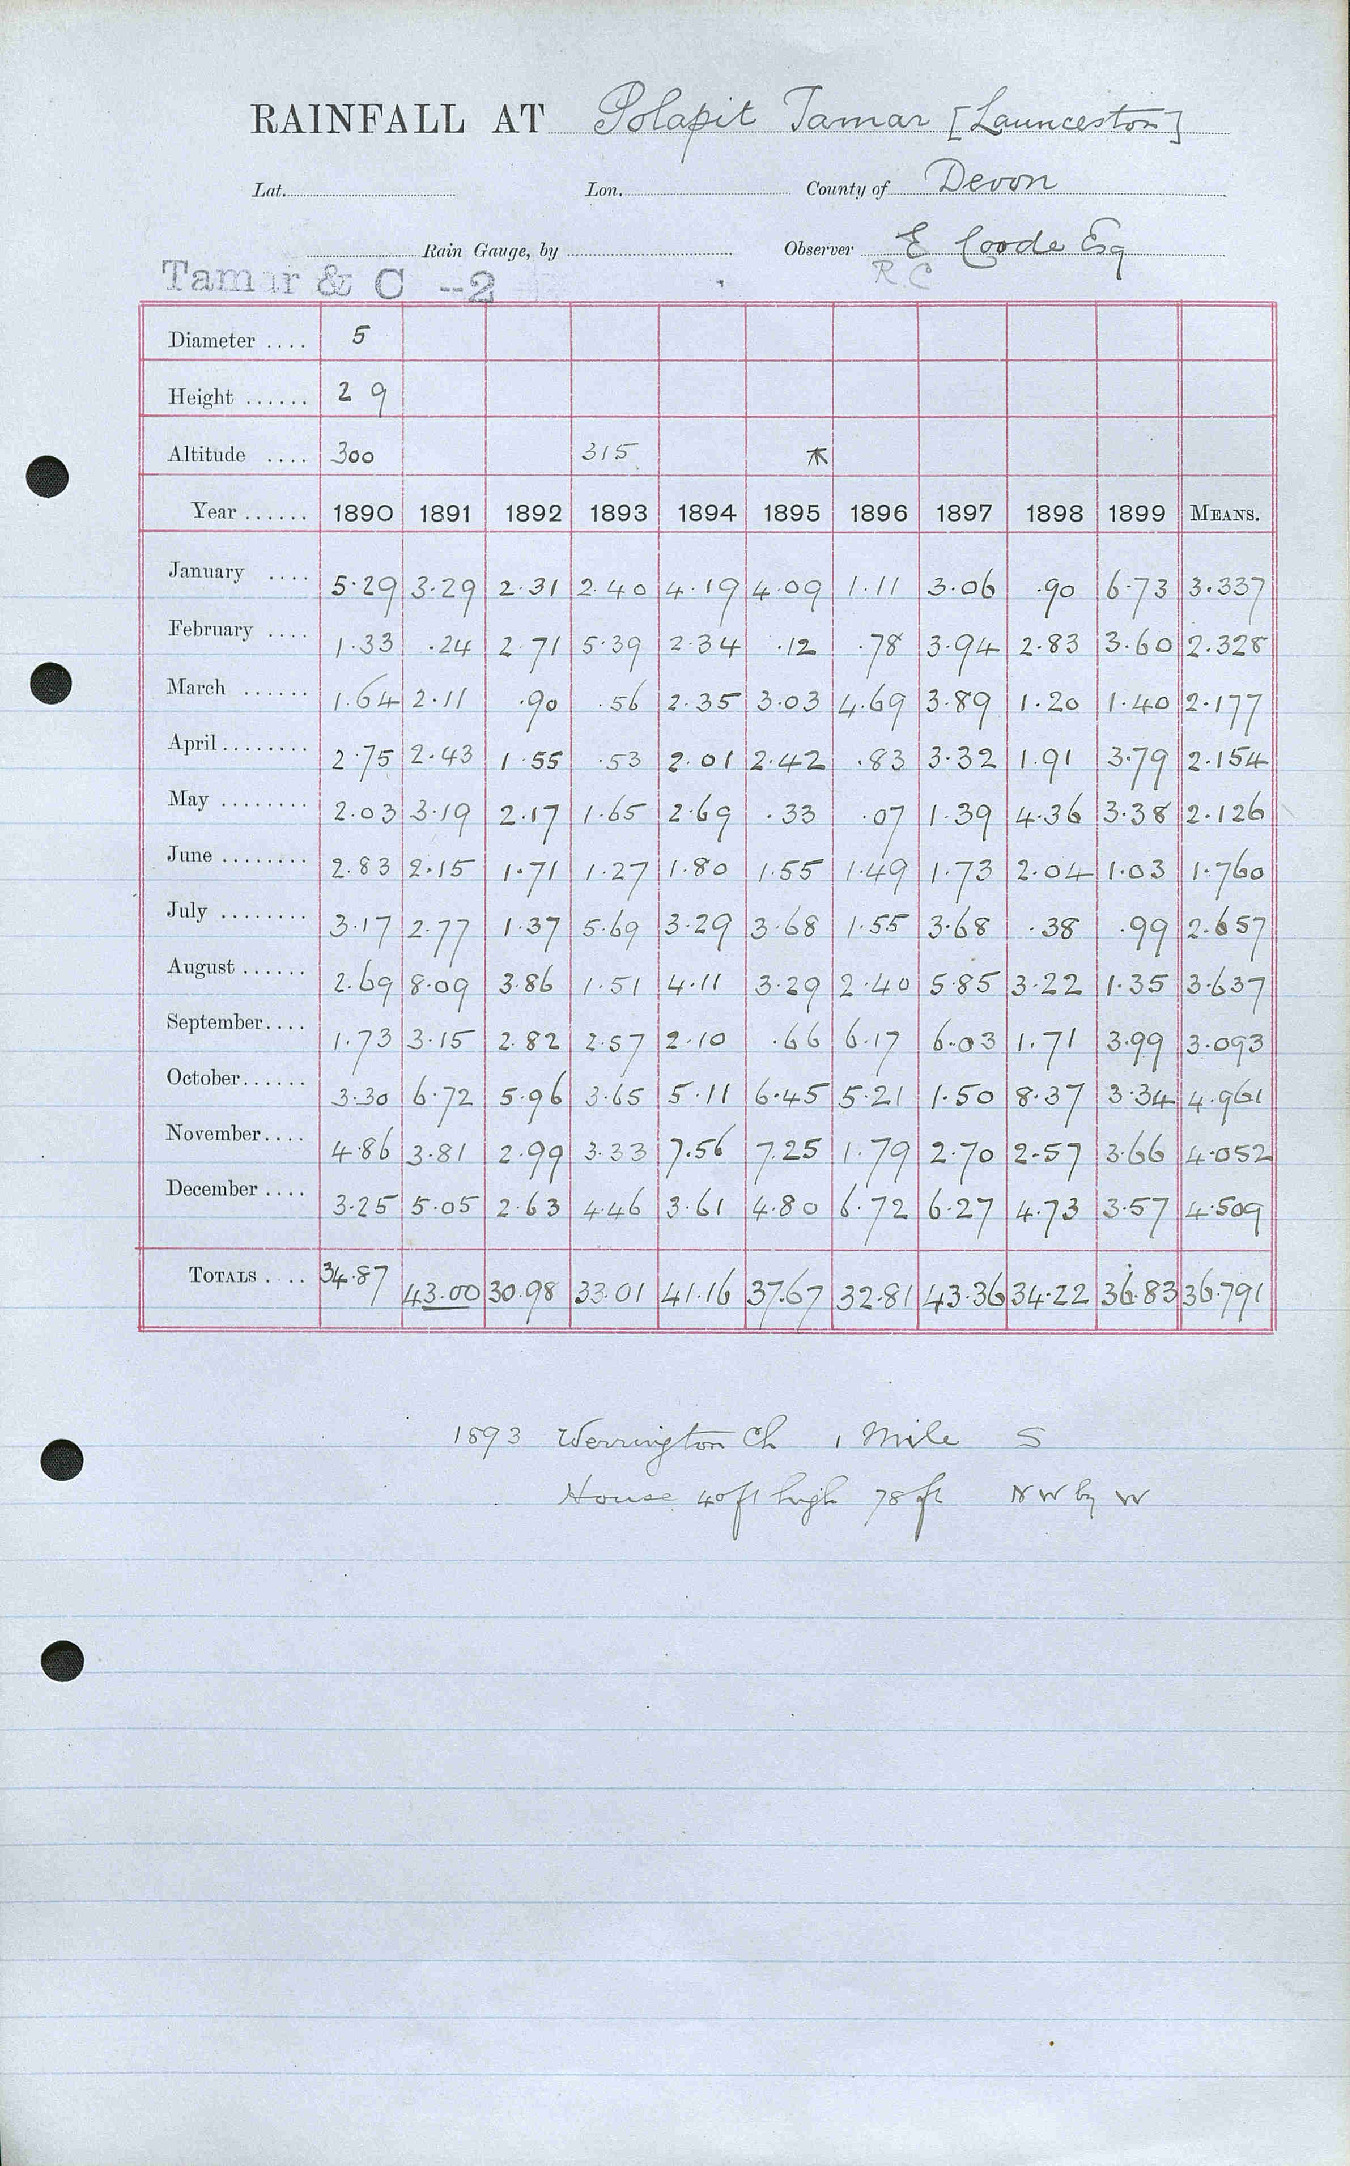 RAINFALL AT Polapit Tamar [Launceston]
Lat. Lon. County of Devon
Rain Gauge, by Observer E Coode Esq
Tamar & C --2 R C
Diameter .... 5
Height ...... 2 9
Altitude .... 300 315 ⚹
Year ...... 1890 1891 1892 1893 1894 1895 1896 1897 1898 1899 MEANS.
January .... 5.29 3.29 2.31 2.40 4.19 4.09 1.11 3.06 .90 6.73 3.337
February .... 1.33 .24 2.71 5.39 2.34 .12 .78 3.94 2.83 3.60 2.328
March ...... 1.64 2.11 .90 .56 2.35 3.03 4.69 3.89 1.20 1.40 2.177
April ........ 2.75 2.43 1.55 .53 2.01 2.42 .83 3.32 1.91 3.79 2.154
May ........ 2.03 3.19 2.17 1.65 2.69 .33 .07 1.39 4.36 3.38 2.126
June ........ 2.83 2.15 1.71 1.27 1.80 1.55 1.49 1.73 2.04 1.03 1.760
July ........ 3.17 2.77 1.37 5.69 3.29 3.68 1.55 3.68 .38 .99 2.657
August ...... 2.69 8.09 3.86 1.51 4.11 3.29 2.40 5.85 3.22 1.35 3.637
September .... 1.73 3.15 2.82 2.57 2.10 .66 6.17 6.03 1.71 3.99 3.093
October ...... 3.30 6.72 5.96 3.65 5.11 6.45 5.21 1.50 8.37 3.34 4.961
November .... 4.86 3.81 2.99 3.33 7.56 7.25 1.79 2.70 2.57 3.66 4.052
December .... 3.25 5.05 2.63 4.46 3.61 4.80 6.72 6.27 4.73 3.57 4.509
TOTALS .... 34.87 43.00 30.98 33.01 41.16 37.67 32.81 43.36 34.22 36.83 36.791
1893 Werrington Ch 1 Mile S
House 40ft high 78 ft NW by W